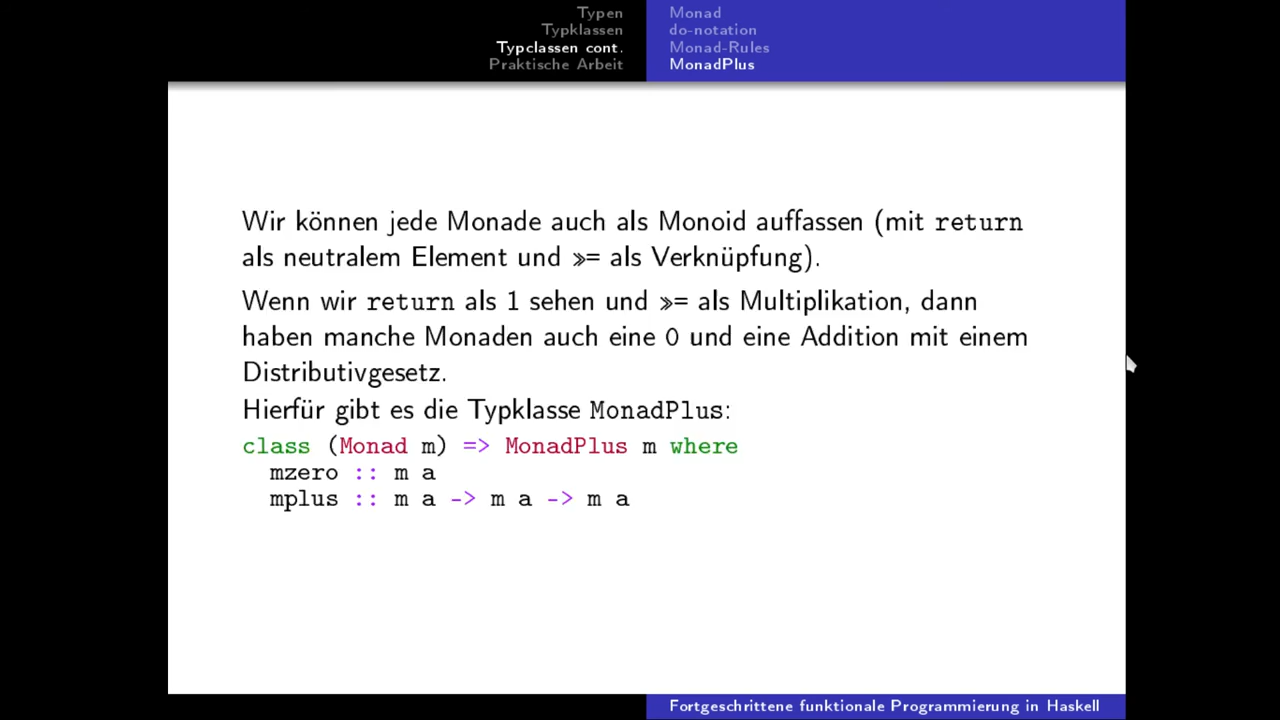 Typen
Typklassen
Typclassen cont.
Praktische Arbeit
Monad
do-notation
Monad-Rules
MonadPlus
Wir können jede Monade auch als Monoid auffassen (mit return
als neutralem Element und >>= als Verknüpfung).
Wenn wir return als 1 sehen und >>= als Multiplikation, dann
haben manche Monaden auch eine 0 und eine Addition mit einem
Distributivgesetz.
Hierfür gibt es die Typklasse MonadPlus:
class (Monad m) => MonadPlus m where
mzero :: m a
mplus :: m a -> m a -> m a
Fortgeschrittene funktionale Programmierung in Haskell